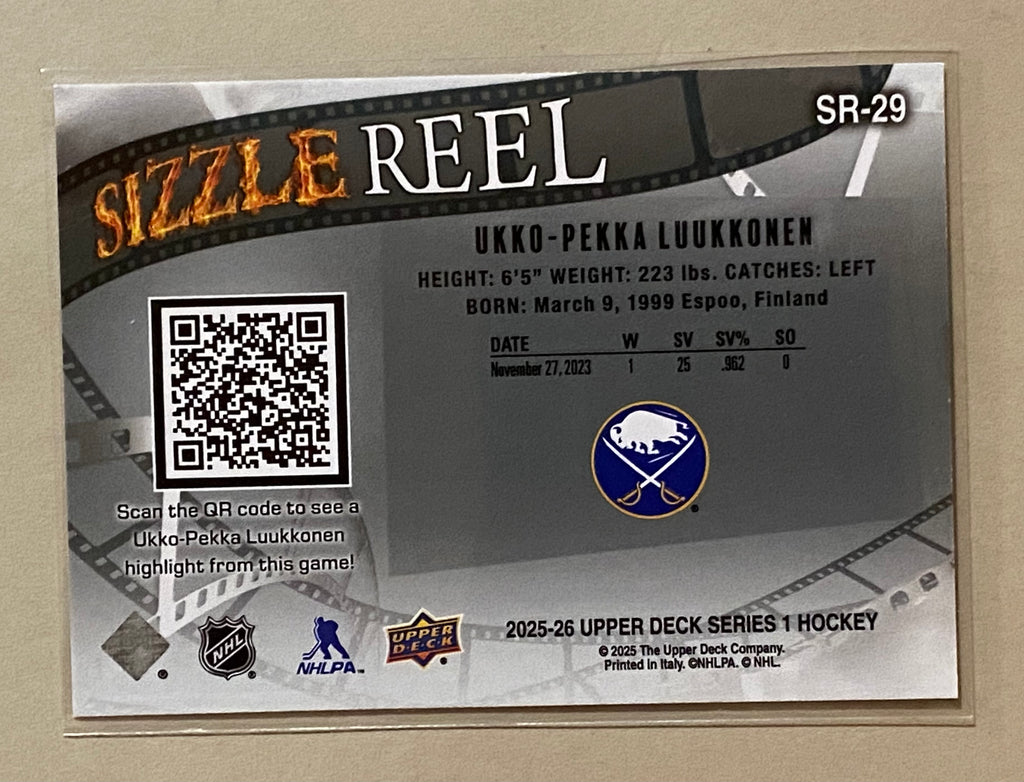 SIZZLE REEL
SR-29
UKKO-PEKKA LUUKKONEN
HEIGHT: 6'5" WEIGHT: 223 lbs. CATCHES: LEFT
BORN: March 9, 1999 Espoo, Finland
DATE W SV SV% SO
November 27, 2023 1 25 .962 0
Scan the QR code to see a
Ukko-Pekka Luukkonen
highlight from this game!
NHL
NHLPA™
UPPER
D·E·C·K
2025-26 UPPER DECK SERIES 1 HOCKEY
© 2025 The Upper Deck Company.
Printed in Italy. ©NHLPA. © NHL.